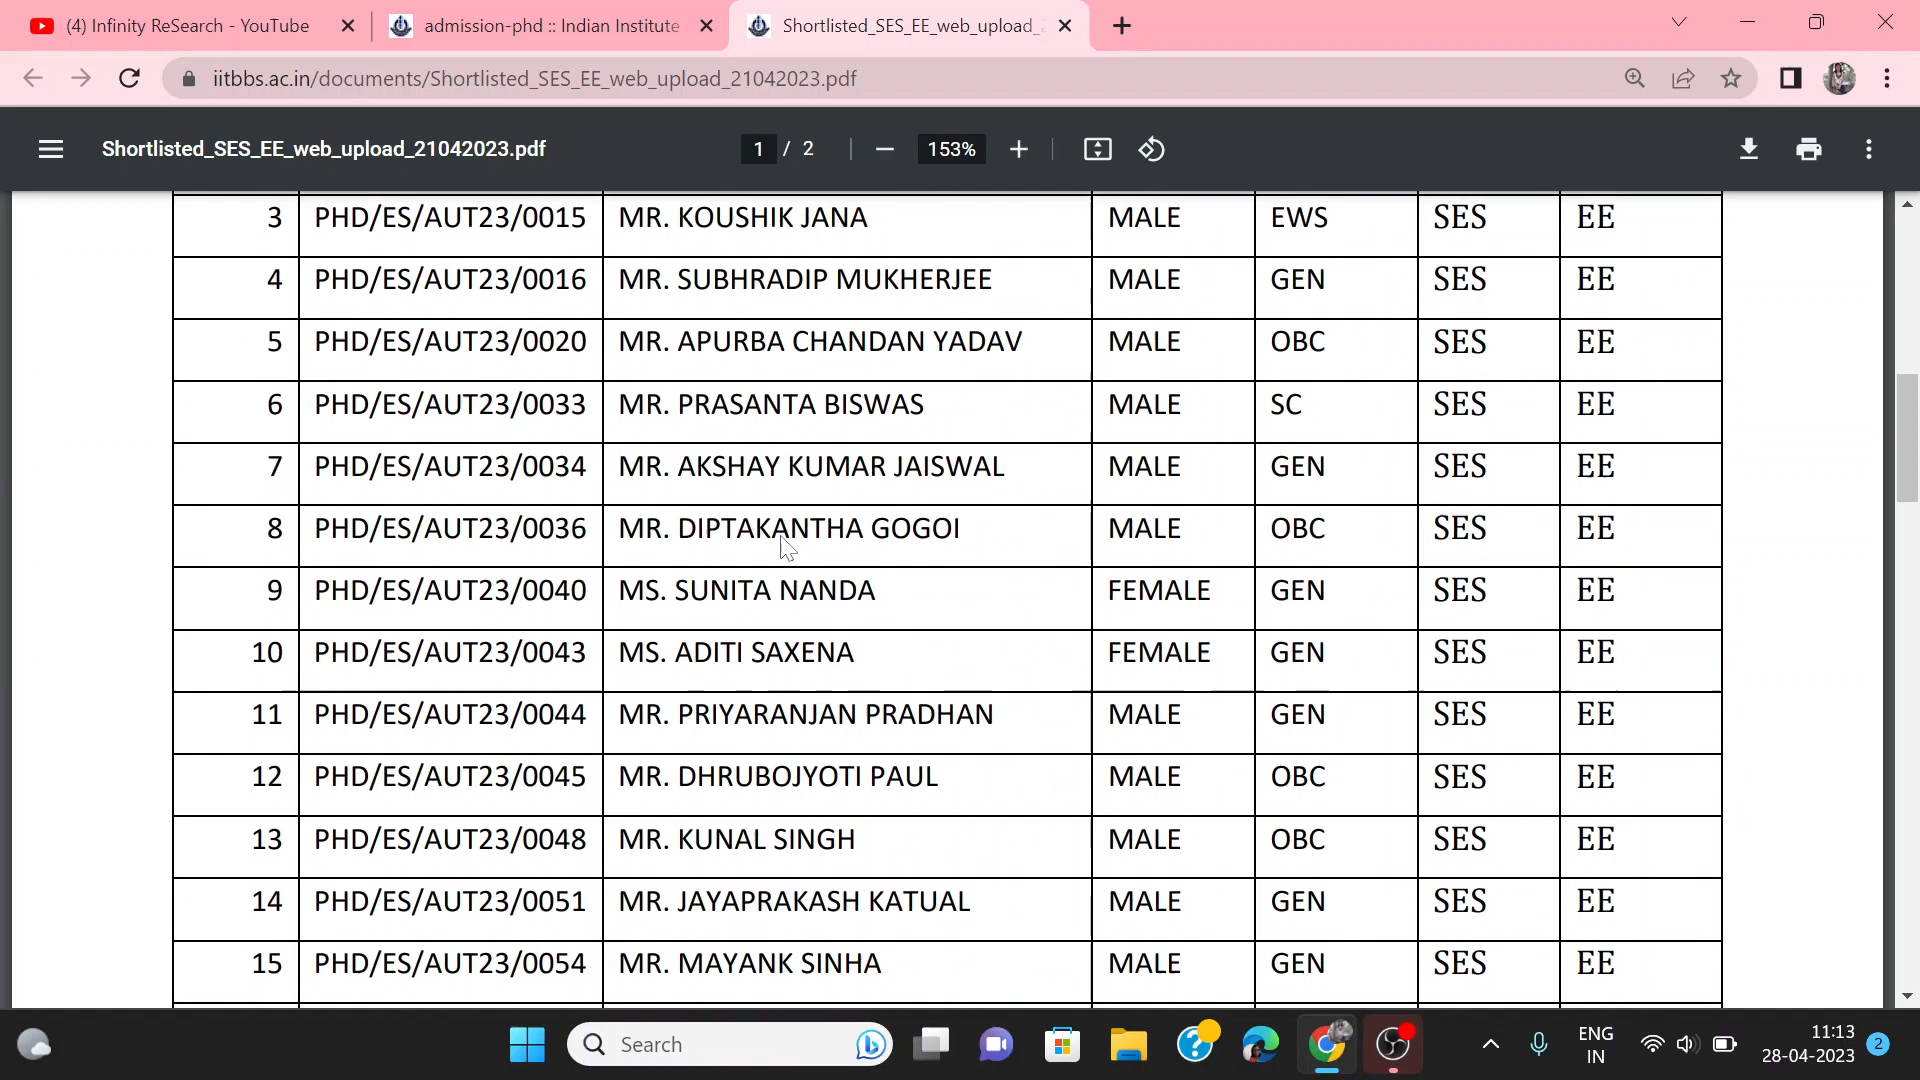 (4) Infinity ReSearch - YouTube
admission-phd :: Indian Institute
Shortlisted_SES_EE_web_upload_2
iitbbs.ac.in/documents/Shortlisted_SES_EE_web_upload_21042023.pdf
Shortlisted_SES_EE_web_upload_21042023.pdf 1 / 2 153%
3 PHD/ES/AUT23/0015 MR. KOUSHIK JANA MALE EWS SES EE
4 PHD/ES/AUT23/0016 MR. SUBHRADIP MUKHERJEE MALE GEN SES EE
5 PHD/ES/AUT23/0020 MR. APURBA CHANDAN YADAV MALE OBC SES EE
6 PHD/ES/AUT23/0033 MR. PRASANTA BISWAS MALE SC SES EE
7 PHD/ES/AUT23/0034 MR. AKSHAY KUMAR JAISWAL MALE GEN SES EE
8 PHD/ES/AUT23/0036 MR. DIPTAKANTHA GOGOI MALE OBC SES EE
9 PHD/ES/AUT23/0040 MS. SUNITA NANDA FEMALE GEN SES EE
10 PHD/ES/AUT23/0043 MS. ADITI SAXENA FEMALE GEN SES EE
11 PHD/ES/AUT23/0044 MR. PRIYARANJAN PRADHAN MALE GEN SES EE
12 PHD/ES/AUT23/0045 MR. DHRUBOJYOTI PAUL MALE OBC SES EE
13 PHD/ES/AUT23/0048 MR. KUNAL SINGH MALE OBC SES EE
14 PHD/ES/AUT23/0051 MR. JAYAPRAKASH KATUAL MALE GEN SES EE
15 PHD/ES/AUT23/0054 MR. MAYANK SINHA MALE GEN SES EE
Search
ENG
IN
11:13
28-04-2023
2